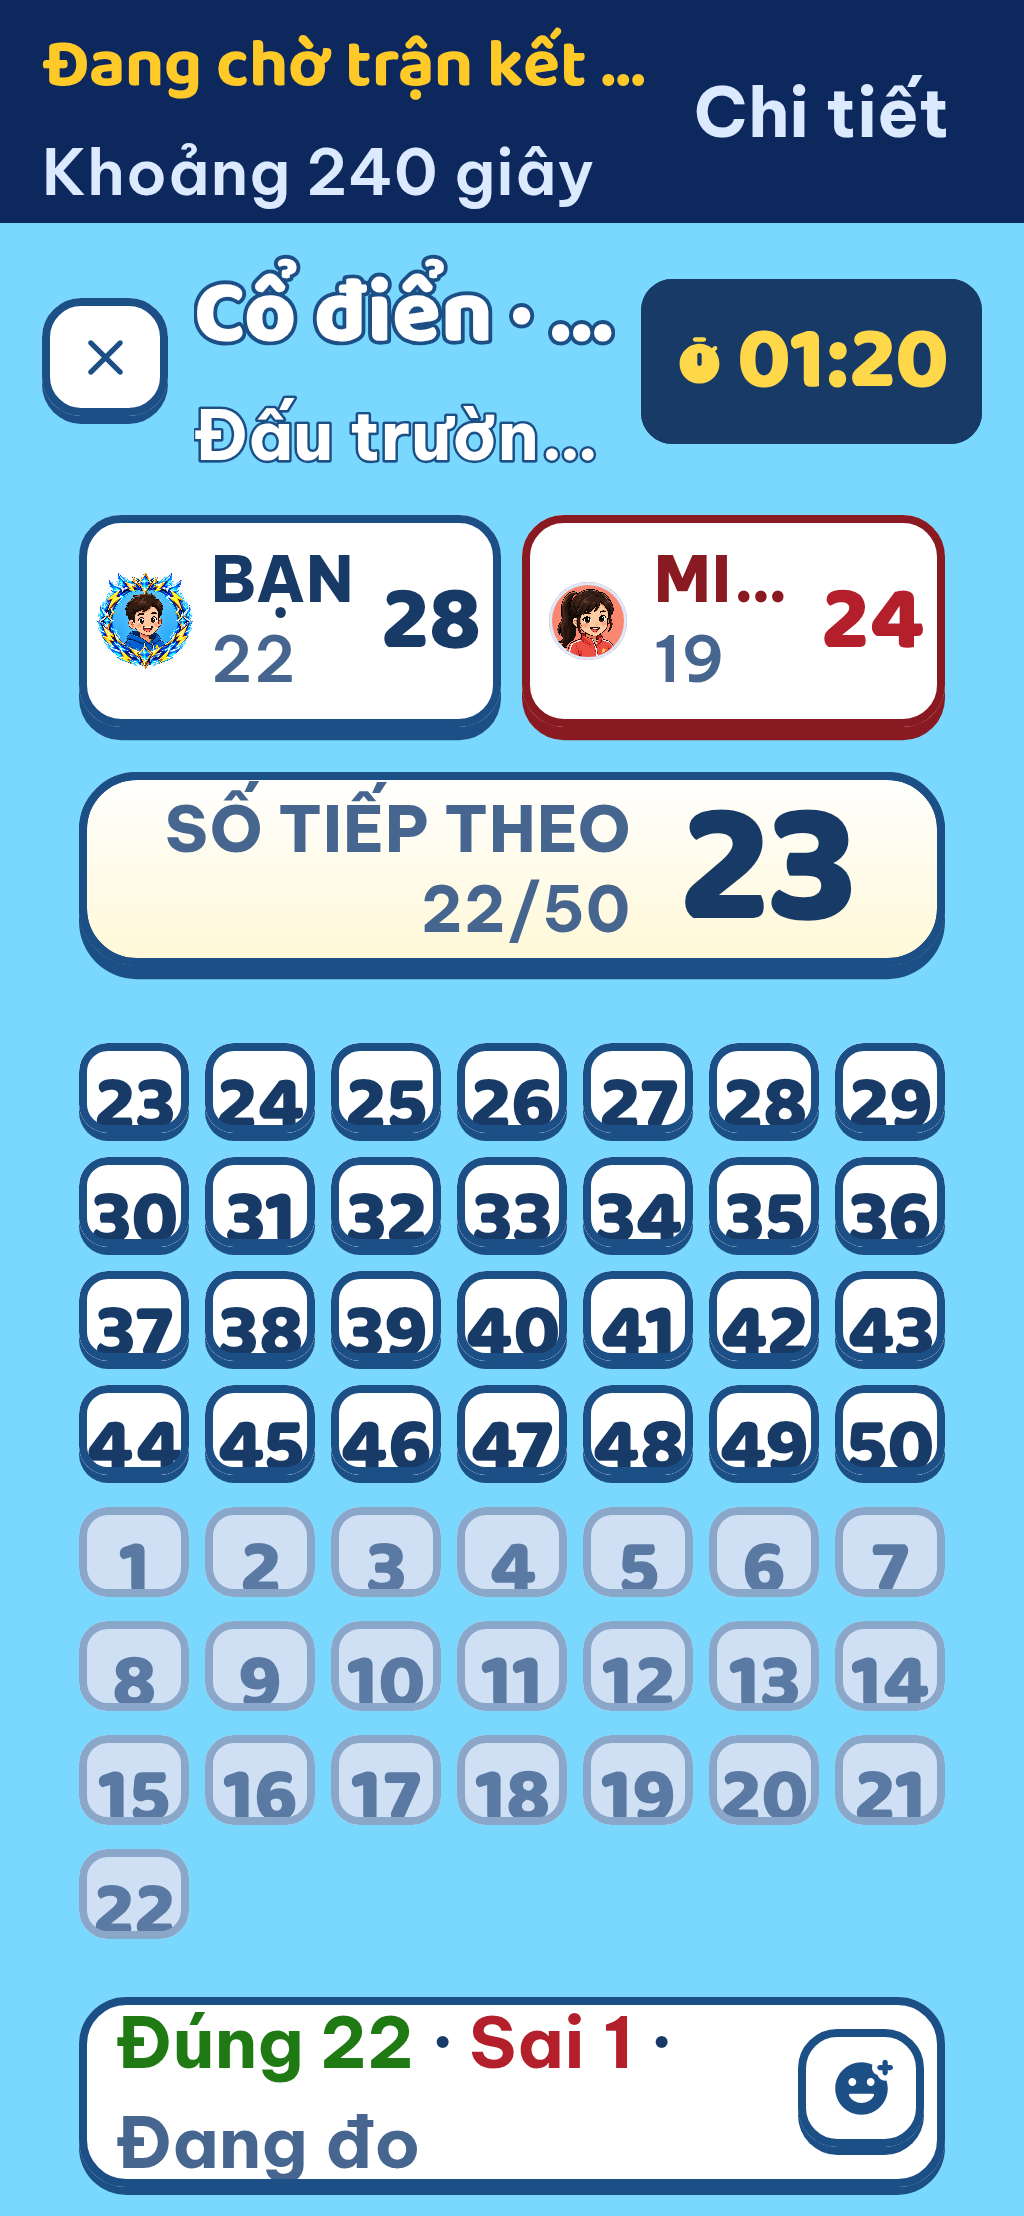 Đang chờ trận kết ...
Chi tiết
Khoảng 240 giây
Cổ điển · ...
01:20
Đấu trườn...
BẠN
28
22
MI...
24
19
SỐ TIẾP THEO
23
22/50
23 24 25 26 27 28 29
30 31 32 33 34 35 36
37 38 39 40 41 42 43
44 45 46 47 48 49 50
1 2 3 4 5 6 7
8 9 10 11 12 13 14
15 16 17 18 19 20 21
22
Đúng 22 · Sai 1 ·
Đang đo